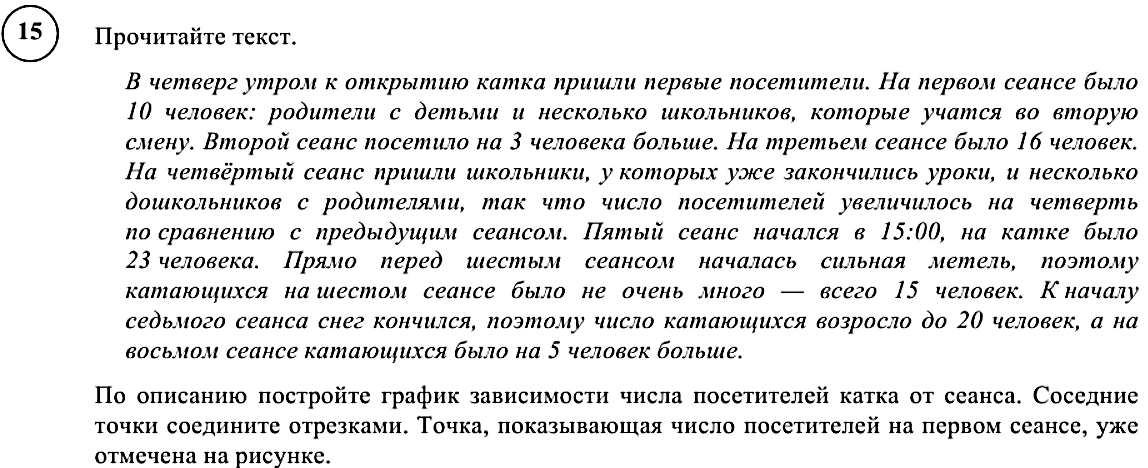 15
Прочитайте текст.
В четверг утром к открытию катка пришли первые посетители. На первом сеансе было
10 человек: родители с детьми и несколько школьников, которые учатся во вторую
смену. Второй сеанс посетило на 3 человека больше. На третьем сеансе было 16 человек.
На четвёртый сеанс пришли школьники, у которых уже закончились уроки, и несколько
дошкольников с родителями, так что число посетителей увеличилось на четверть
по сравнению с предыдущим сеансом. Пятый сеанс начался в 15:00, на катке было
23 человека. Прямо перед шестым сеансом началась сильная метель, поэтому
катающихся на шестом сеансе было не очень много — всего 15 человек. К началу
седьмого сеанса снег кончился, поэтому число катающихся возросло до 20 человек, а на
восьмом сеансе катающихся было на 5 человек больше.
По описанию постройте график зависимости числа посетителей катка от сеанса. Соседние
точки соедините отрезками. Точка, показывающая число посетителей на первом сеансе, уже
отмечена на рисунке.